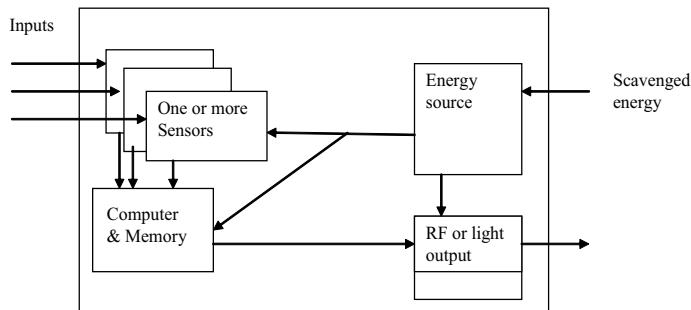 Inputs
One or more
Sensors
Energy
source
Scavenged
energy
Computer
& Memory
RF or light
output